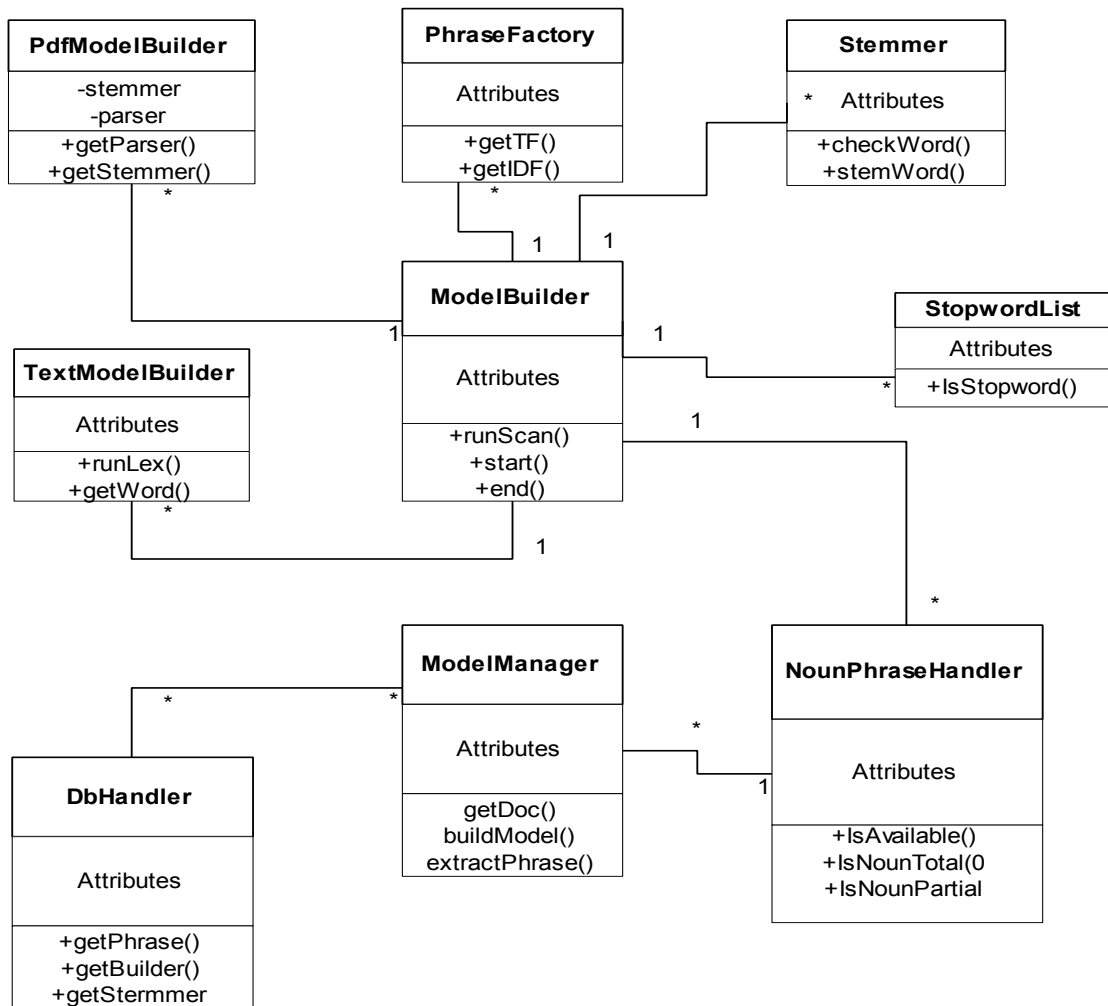 PdfModelBuilder
-stemmer
-parser
+getParser()
+getStemmer()
*
PhraseFactory
Attributes
+getTF()
+getIDF()
*
1
Stemmer
* Attributes
+checkWord()
+stemWord()
1
ModelBuilder
Attributes
+runScan()
+start()
+end()
1
1
1
1
StopwordList
Attributes
+IsStopword()
*
TextModelBuilder
Attributes
+runLex()
+getWord()
*
ModelManager
Attributes
getDoc()
buildModel()
extractPhrase()
*
*
NounPhraseHandler
Attributes
+IsAvailable()
+IsNounTotal(0
+IsNounPartial
*
1
DbHandler
Attributes
+getPhrase()
+getBuilder()
+getStermmer
*